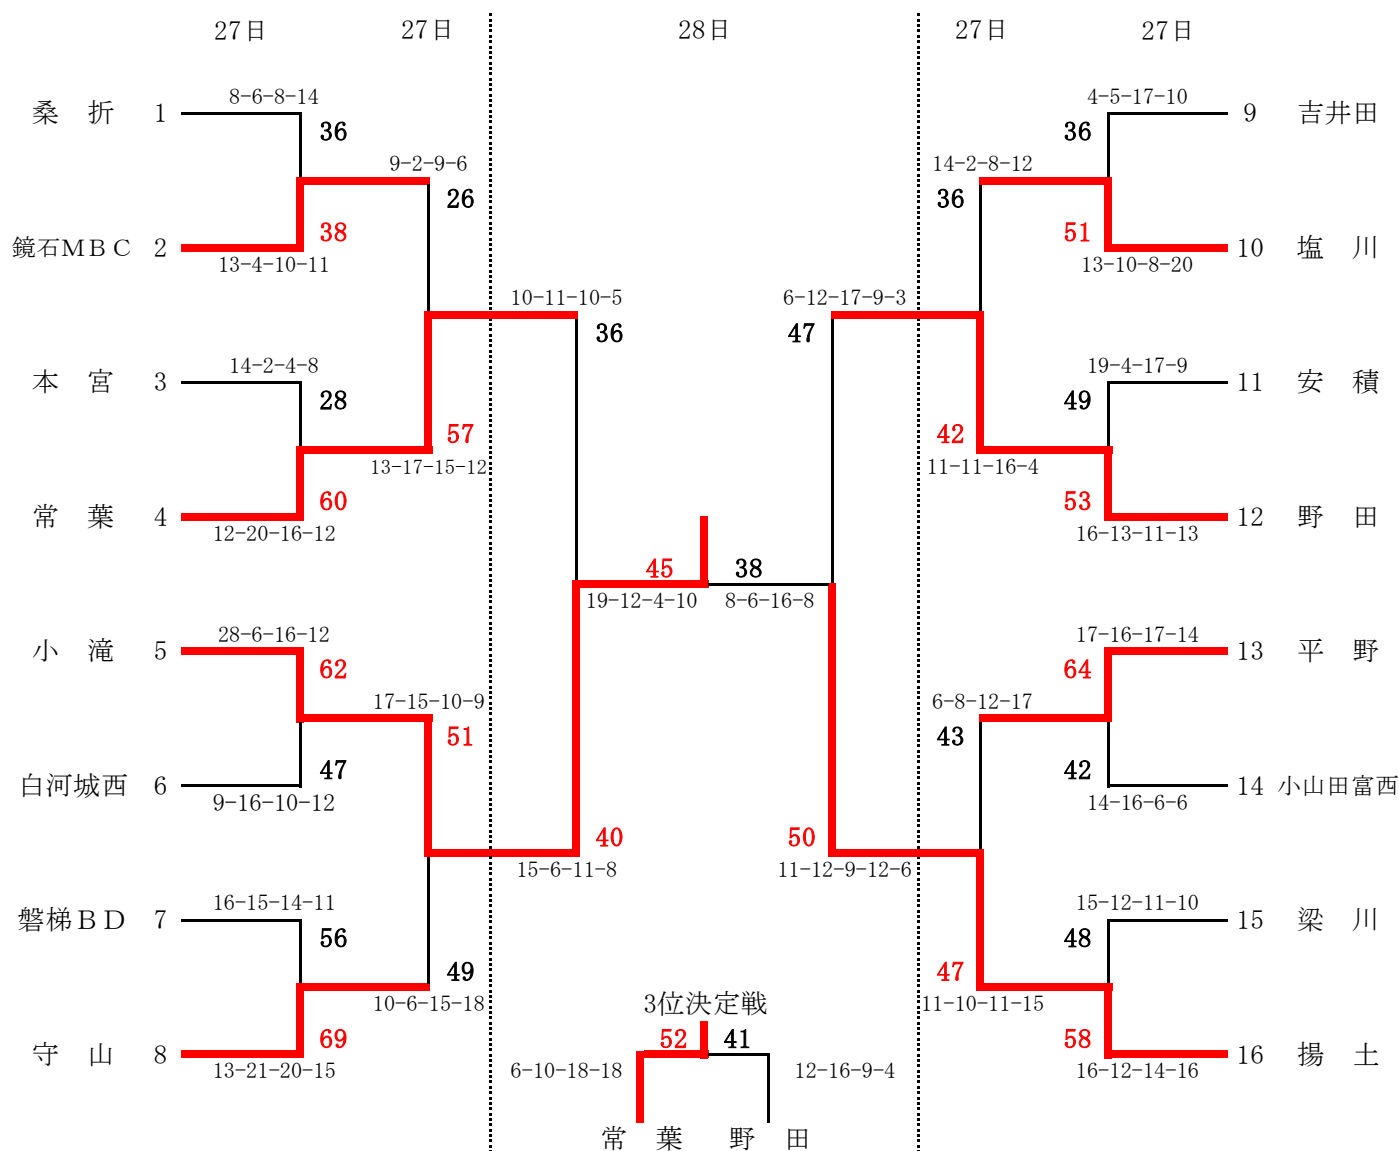 27日 27日 28日 27日 27日
8-6-8-14 4-5-17-10
桑 折 1 36 36 9 吉井田
9-2-9-6 14-2-8-12
26 36
鏡石MBC 2 38 51 10 塩 川
13-4-10-11 13-10-8-20
10-11-10-5 6-12-17-9-3
36 47
14-2-4-8 19-4-17-9
本 宮 3 28 49 11 安 積
57 42
13-17-15-12 11-11-16-4
常 葉 4 60 53 12 野 田
12-20-16-12 16-13-11-13
45 38
19-12-4-10 8-6-16-8
28-6-16-12 17-16-17-14
小 滝 5 62 64 13 平 野
17-15-10-9 6-8-12-17
51 43
白河城西 6 47 42 14 小山田富西
9-16-10-12 14-16-6-6
40 50
15-6-11-8 11-12-9-12-6
16-15-14-11 15-12-11-10
磐梯BD 7 56 48 15 梁 川
49 47
10-6-15-18 11-10-11-15
3位決定戦
守 山 8 69 52 41 58 16 揚 土
13-21-20-15 6-10-18-18 12-16-9-4 16-12-14-16
常 葉 野 田